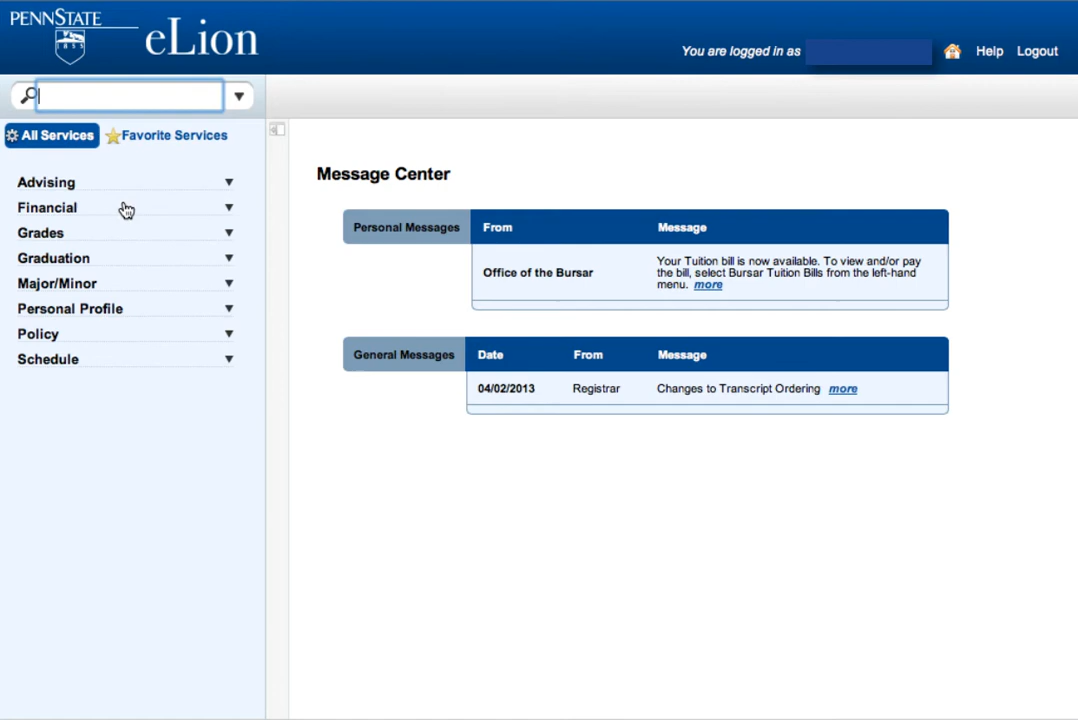 PENNSTATE
1855
eLion
You are logged in as
Help
Logout
All Services
Favorite Services
Advising
Financial
Grades
Graduation
Major/Minor
Personal Profile
Policy
Schedule
Message Center
Personal Messages
From
Message
Office of the Bursar
Your Tuition bill is now available. To view and/or pay
the bill, select Bursar Tuition Bills from the left-hand
menu. more
General Messages
Date
From
Message
04/02/2013
Registrar
Changes to Transcript Ordering more